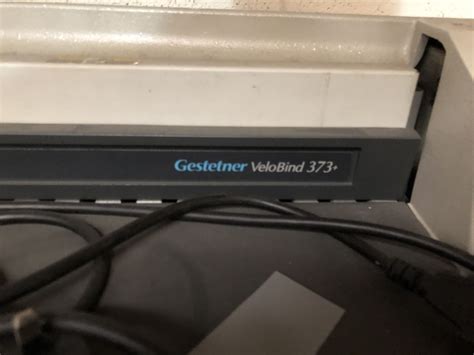 Gestetner VeloBind 373+